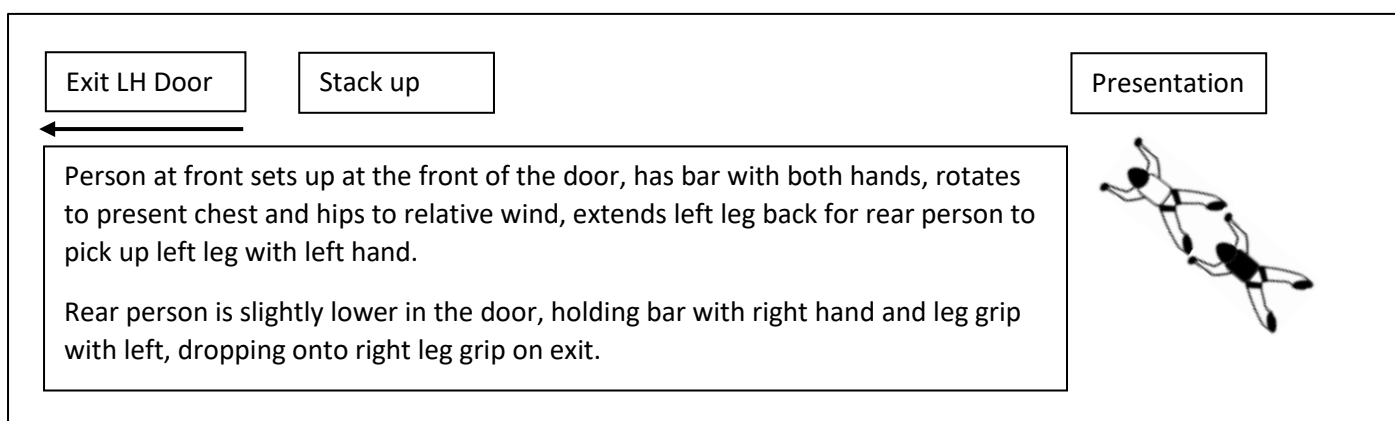 Exit LH Door
Stack up
Presentation
Person at front sets up at the front of the door, has bar with both hands, rotates
to present chest and hips to relative wind, extends left leg back for rear person to
pick up left leg with left hand.
Rear person is slightly lower in the door, holding bar with right hand and leg grip
with left, dropping onto right leg grip on exit.